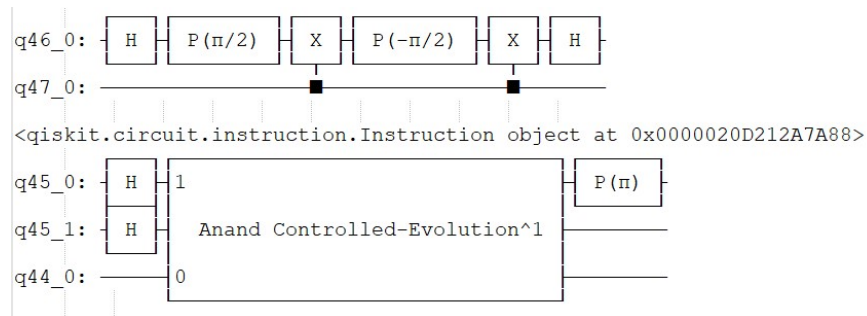 q46_0: H P(π/2) X P(-π/2) X H
q47_0:
<qiskit.circuit.instruction.Instruction object at 0x0000020D212A7A88>
q45_0: H 1 P(π)
q45_1: H Anand Controlled-Evolution^1
q44_0: 0